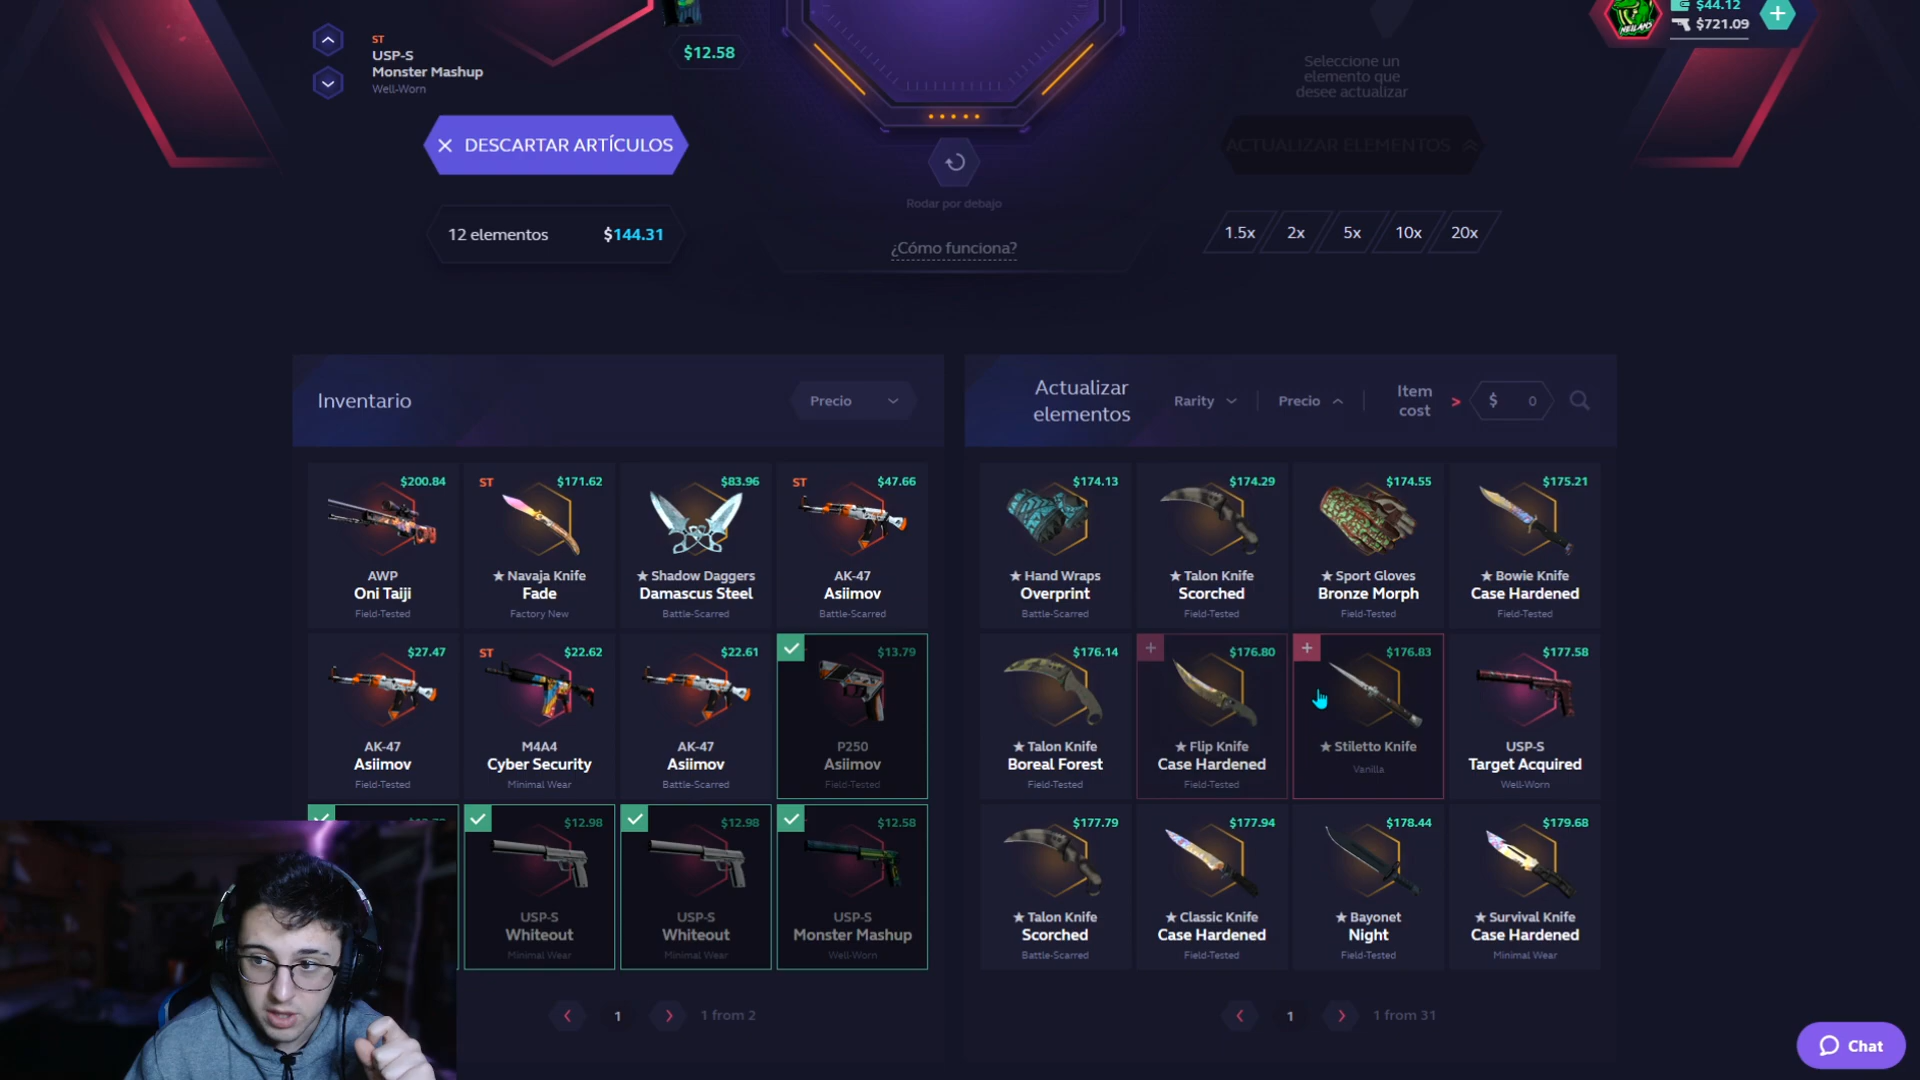 ST
USP-S
Monster Mashup
Well-Worn
$12.58
$44.12
$721.09
Seleccione un
elemento que
desee actualizar
DESCARTAR ARTÍCULOS
ACTUALIZAR ELEMENTOS
Rodar por debajo
12 elementos $144.31
¿Cómo funciona?
1.5x 2x 5x 10x 20x
Inventario
Precio
Actualizar
elementos
Rarity
Precio
Item
cost
>
$ 0
$200.84
AWP
Oni Taiji
Field-Tested
ST $171.62
★ Navaja Knife
Fade
Factory New
$83.96
★ Shadow Daggers
Damascus Steel
Battle-Scarred
ST $47.66
AK-47
Asiimov
Battle-Scarred
$27.47
AK-47
Asiimov
Field-Tested
ST $22.62
M4A4
Cyber Security
Minimal Wear
$22.61
AK-47
Asiimov
Battle-Scarred
$13.79
P250
Asiimov
Field-Tested
$12.98
USP-S
Whiteout
Minimal Wear
$12.98
USP-S
Whiteout
Minimal Wear
$12.58
USP-S
Monster Mashup
Well-Worn
1
1 from 2
$174.13
★ Hand Wraps
Overprint
Battle-Scarred
$174.29
★ Talon Knife
Scorched
Field-Tested
$174.55
★ Sport Gloves
Bronze Morph
Field-Tested
$175.21
★ Bowie Knife
Case Hardened
Field-Tested
$176.14
★ Talon Knife
Boreal Forest
Field-Tested
$176.80
★ Flip Knife
Case Hardened
Field-Tested
$176.83
★ Stiletto Knife
Vanilla
$177.58
USP-S
Target Acquired
Well-Worn
$177.79
★ Talon Knife
Scorched
Battle-Scarred
$177.94
★ Classic Knife
Case Hardened
Field-Tested
$178.44
★ Bayonet
Night
Field-Tested
$179.68
★ Survival Knife
Case Hardened
Minimal Wear
1
1 from 31
Chat